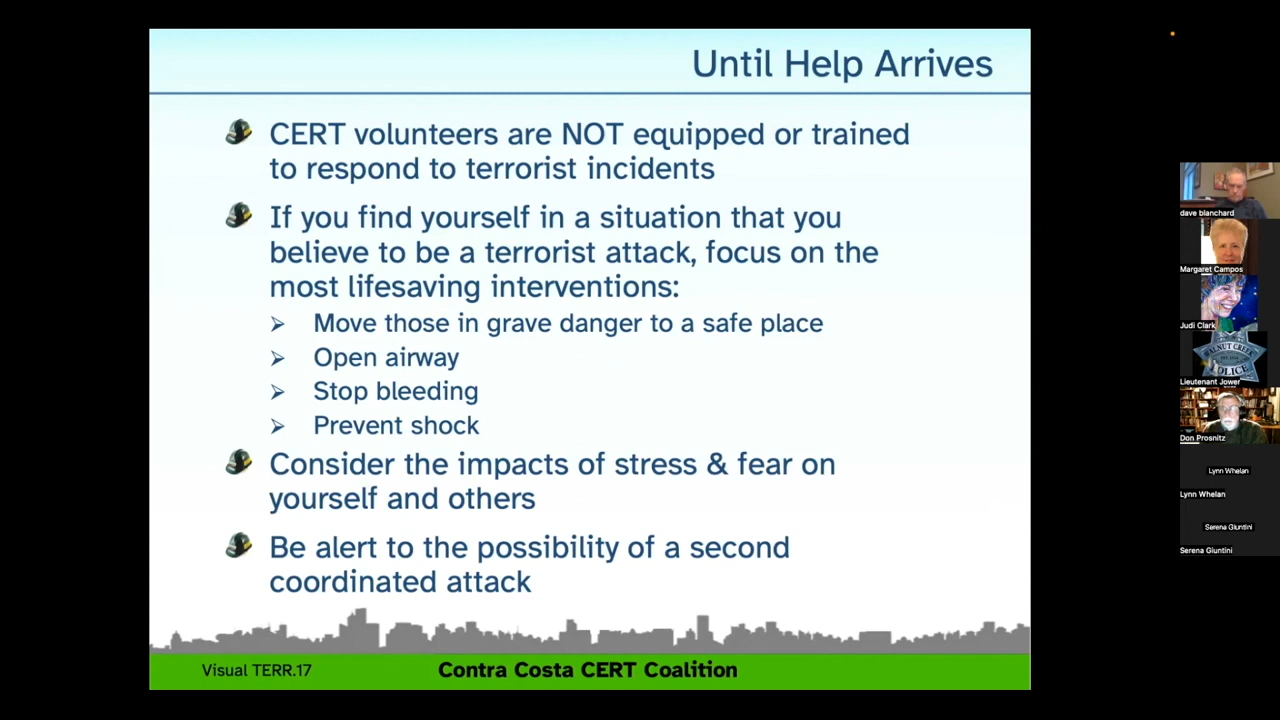 Until Help Arrives
CERT volunteers are NOT equipped or trained
to respond to terrorist incidents
If you find yourself in a situation that you
believe to be a terrorist attack, focus on the
most lifesaving interventions:
Move those in grave danger to a safe place
Open airway
Stop bleeding
Prevent shock
Consider the impacts of stress & fear on
yourself and others
Be alert to the possibility of a second
coordinated attack
Visual TERR.17
Contra Costa CERT Coalition
dave blanchard
Margaret Campos
Judi Clark
WALNUT CREEK
POLICE
Lieutenant Jower
Don Prosnitz
Lynn Whelan
Lynn Whelan
Serena Giuntini
Serena Giuntini